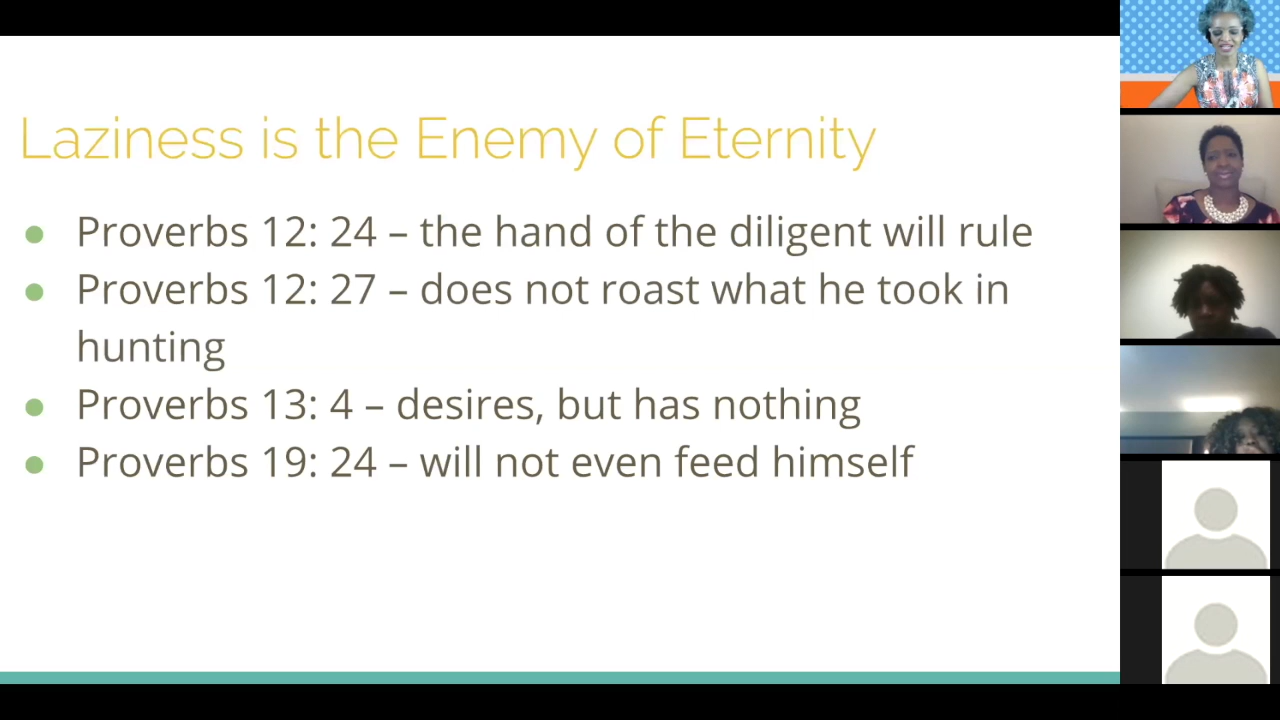 Laziness is the Enemy of Eternity
● Proverbs 12: 24 – the hand of the diligent will rule
● Proverbs 12: 27 – does not roast what he took in
hunting
● Proverbs 13: 4 – desires, but has nothing
● Proverbs 19: 24 – will not even feed himself